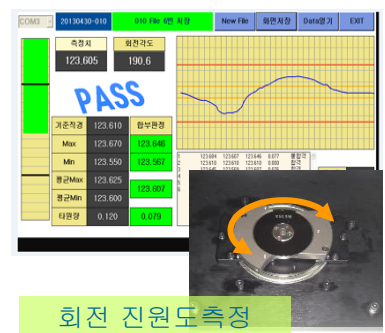 COM3 20130430-010 010 File 6번 저장 New File 화면저장 Data열기 EXIT
측정치 회전각도
123.605 190.6
PASS
기준직경 123.610 합부판정
Max 123.670 123.646
Min 123.550 123.567
평균Max 123.625
123.607
평균Min 123.600
타원량 0.120 0.079
회전 진원도측정